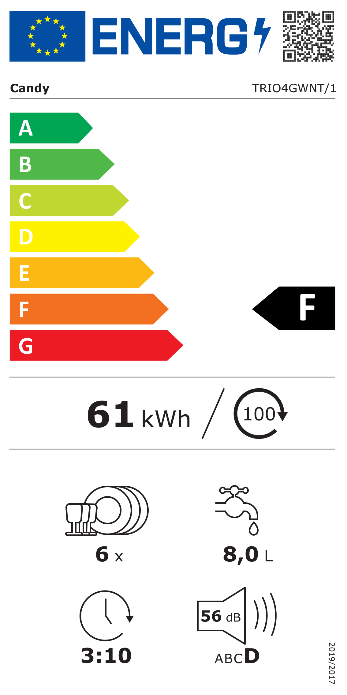 ENERG
Candy TRIO4GWNT/1
A
B
C
D
E
F F
G
61 kWh / 100
6 x 8,0 L
3:10 56 dB
ABCD
2019/2017